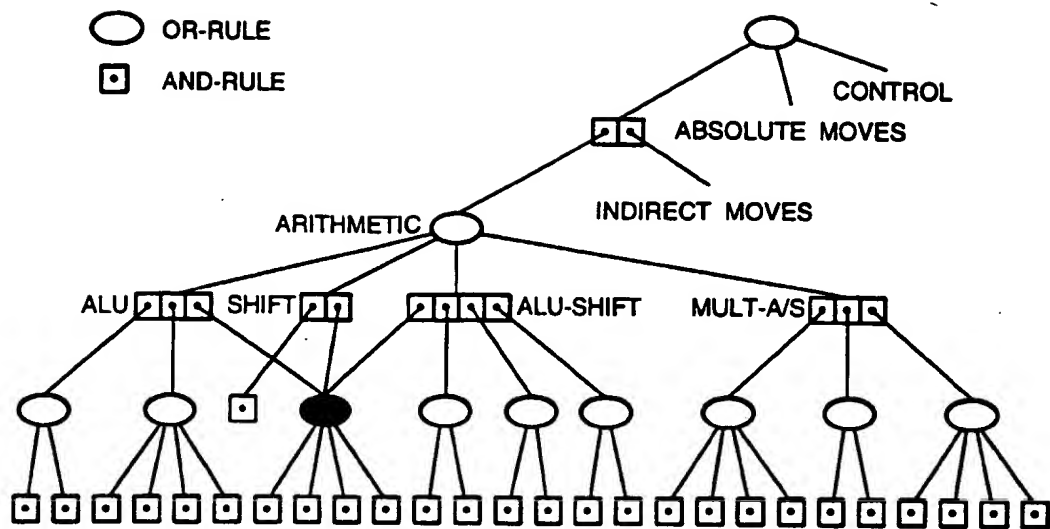 OR-RULE
AND-RULE
CONTROL
ABSOLUTE MOVES
INDIRECT MOVES
ARITHMETIC
ALU
SHIFT
ALU-SHIFT
MULT-A/S